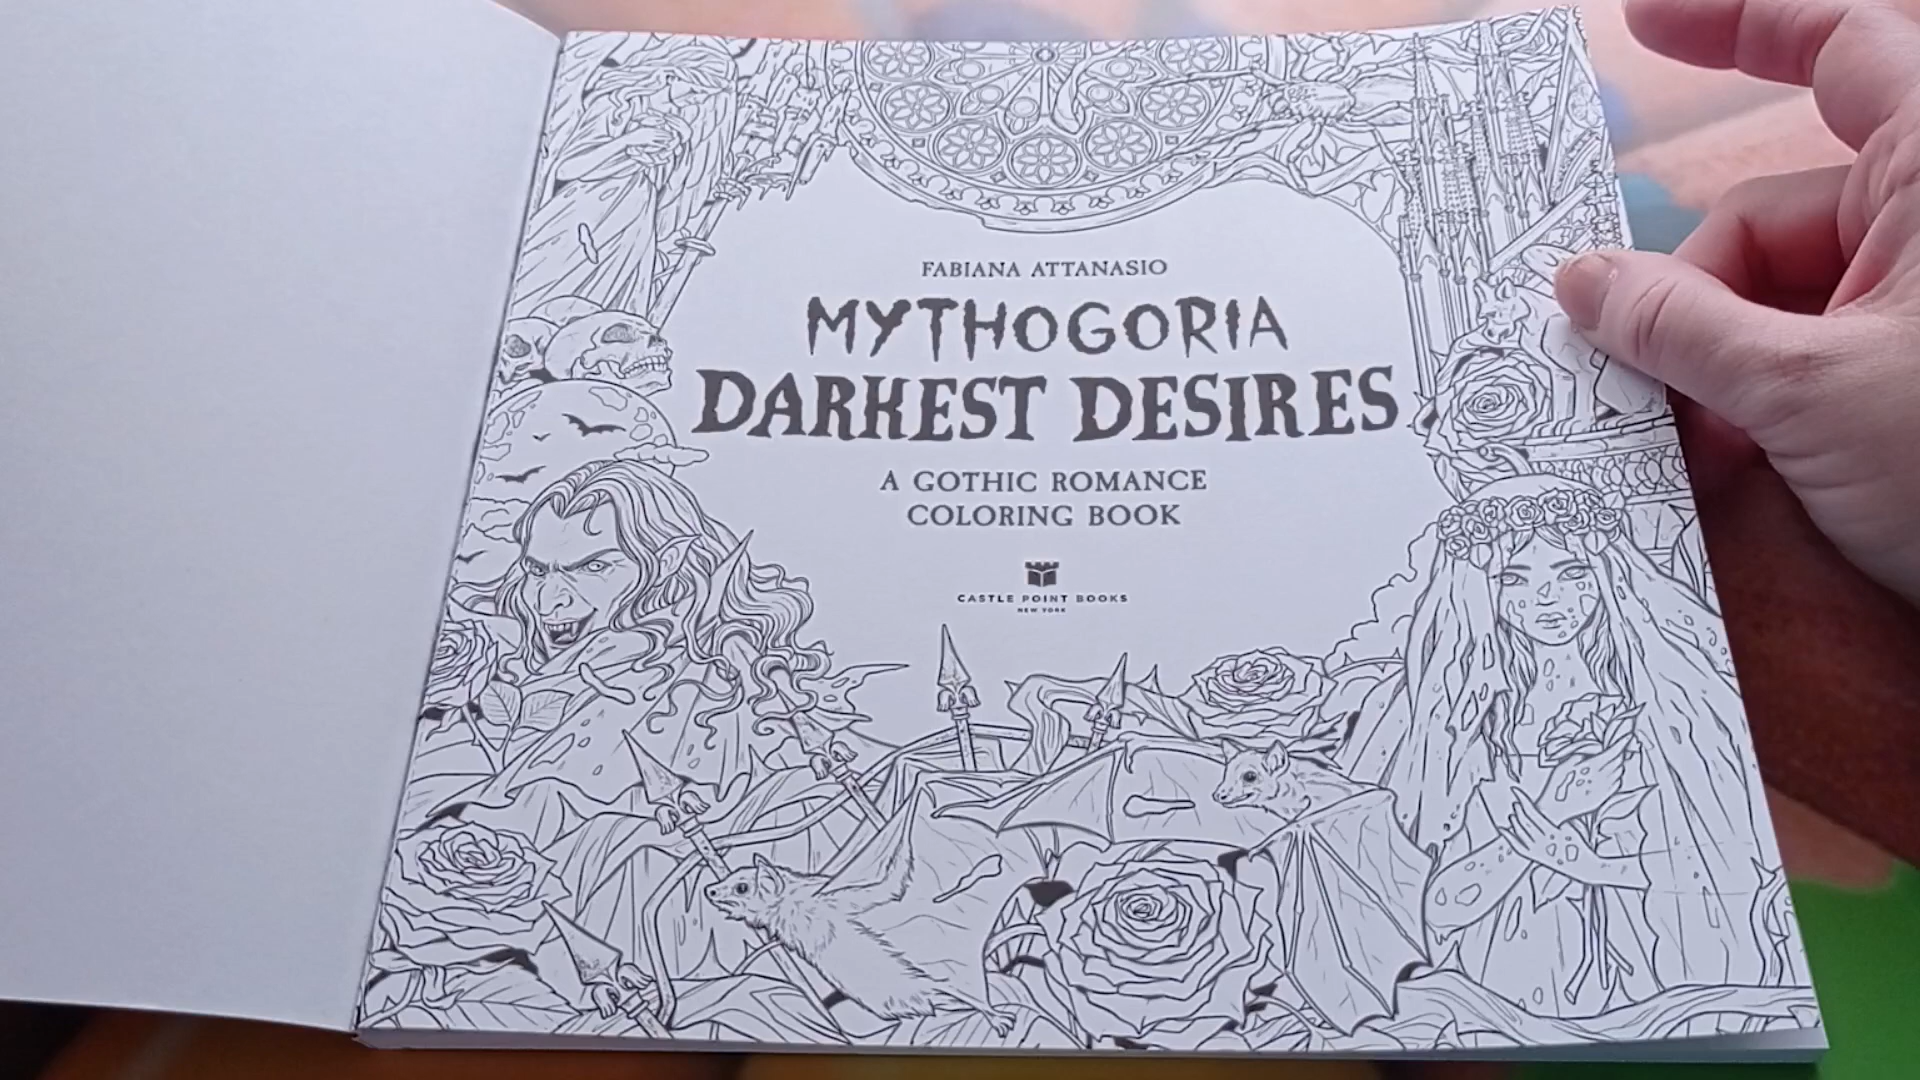 FABIANA ATTANASIO
MYTHOGORIA
DARKEST DESIRES
A GOTHIC ROMANCE
COLORING BOOK
CASTLE POINT BOOKS
NEW YORK